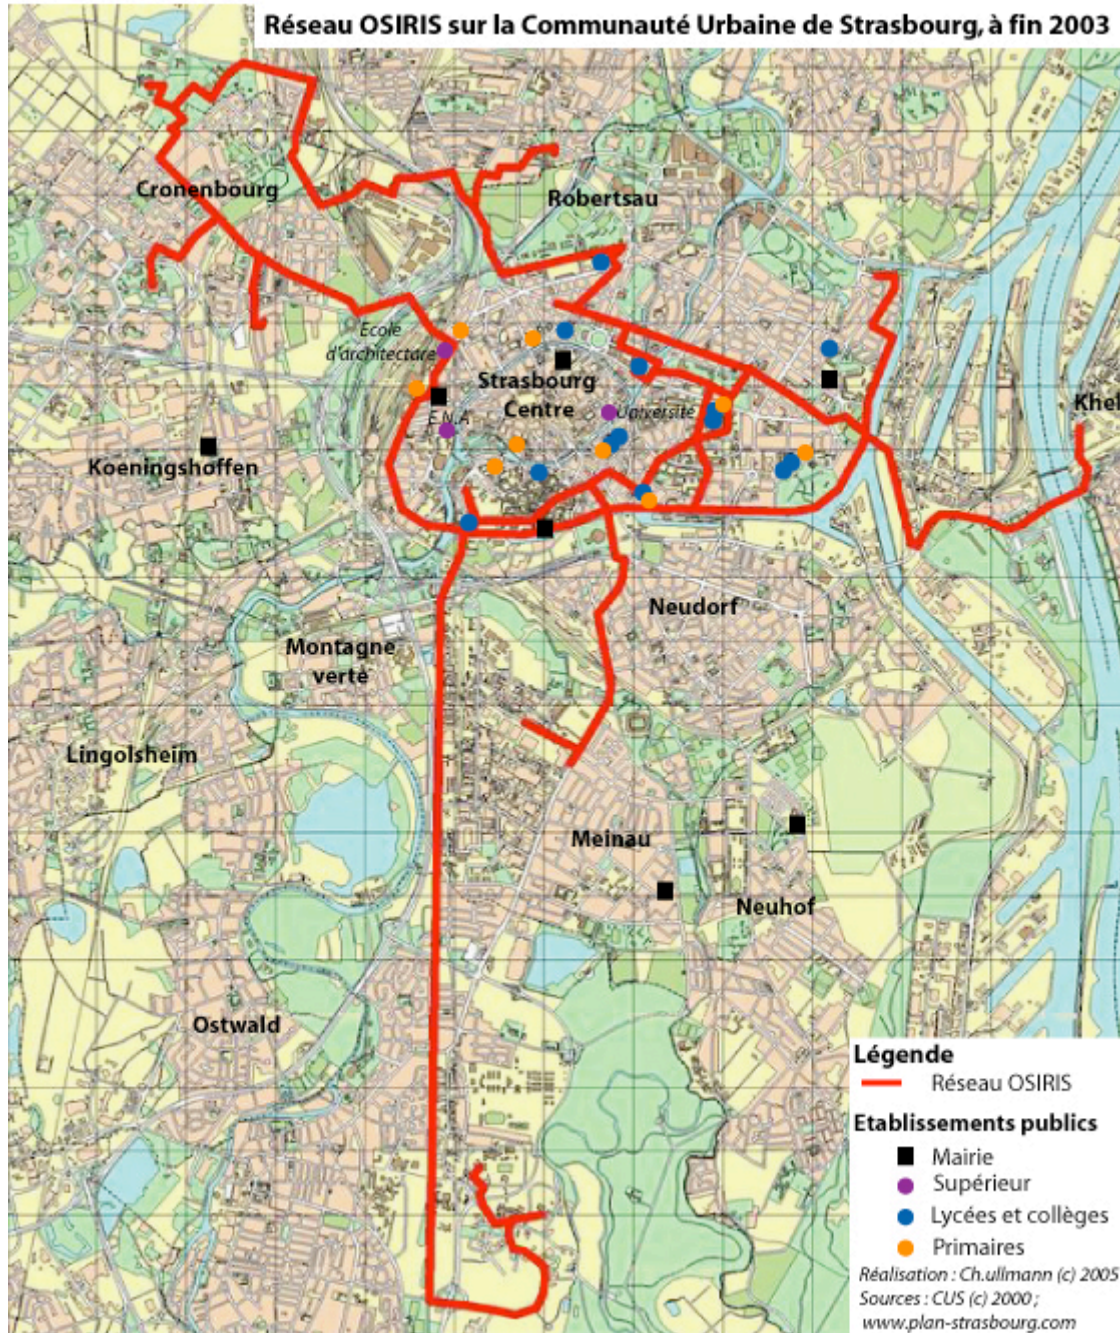 Réseau OSIRIS sur la Communauté Urbaine de Strasbourg, à fin 2003
Cronenbourg
Robertsau
Ecole
d'architectare
Strasbourg
Centre
E.N.A
Université
Khel
Koeningshoffen
Neudorf
Montagne
verte
Lingolsheim
Meinau
Neuhof
Ostwald
Légende
Réseau OSIRIS
Etablissements publics
Mairie
Supérieur
Lycées et collèges
Primaires
Réalisation : Ch.ullmann (c) 2005
Sources : CUS (c) 2000 ;
www.plan-strasbourg.com